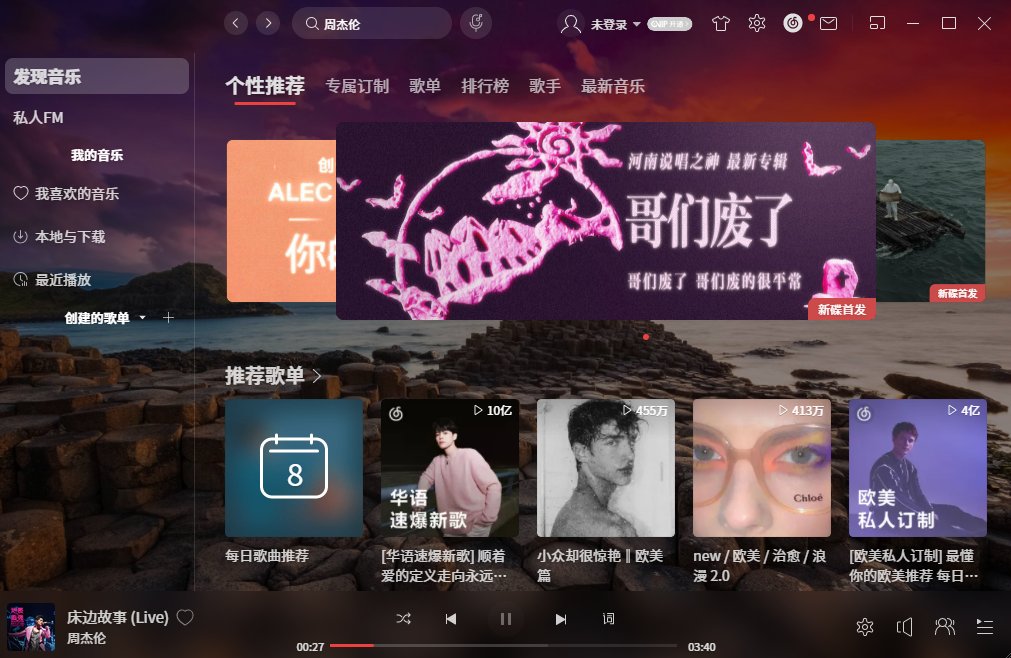 周杰伦
未登录
VIP 开通
发现音乐
私人FM
我的音乐
我喜欢的音乐
本地与下载
最近播放
创建的歌单
个性推荐 专属订制 歌单 排行榜 歌手 最新音乐
创
ALEC
你
河南说唱之神 最新专辑
哥们废了
哥们废了 哥们废的很平常
新碟首发
新碟首发
推荐歌单
8
每日歌曲推荐
10亿
华语
速爆新歌
[华语速爆新歌] 顺着
爱的定义走向永远…
455万
小众却很惊艳 ‖ 欧美
篇
413万
Chloé
new / 欧美 / 治愈 / 浪
漫 2.0
4亿
欧美
私人订制
[欧美私人订制] 最懂
你的欧美推荐 每日…
床边故事 (Live)
周杰伦
词
00:27
03:40